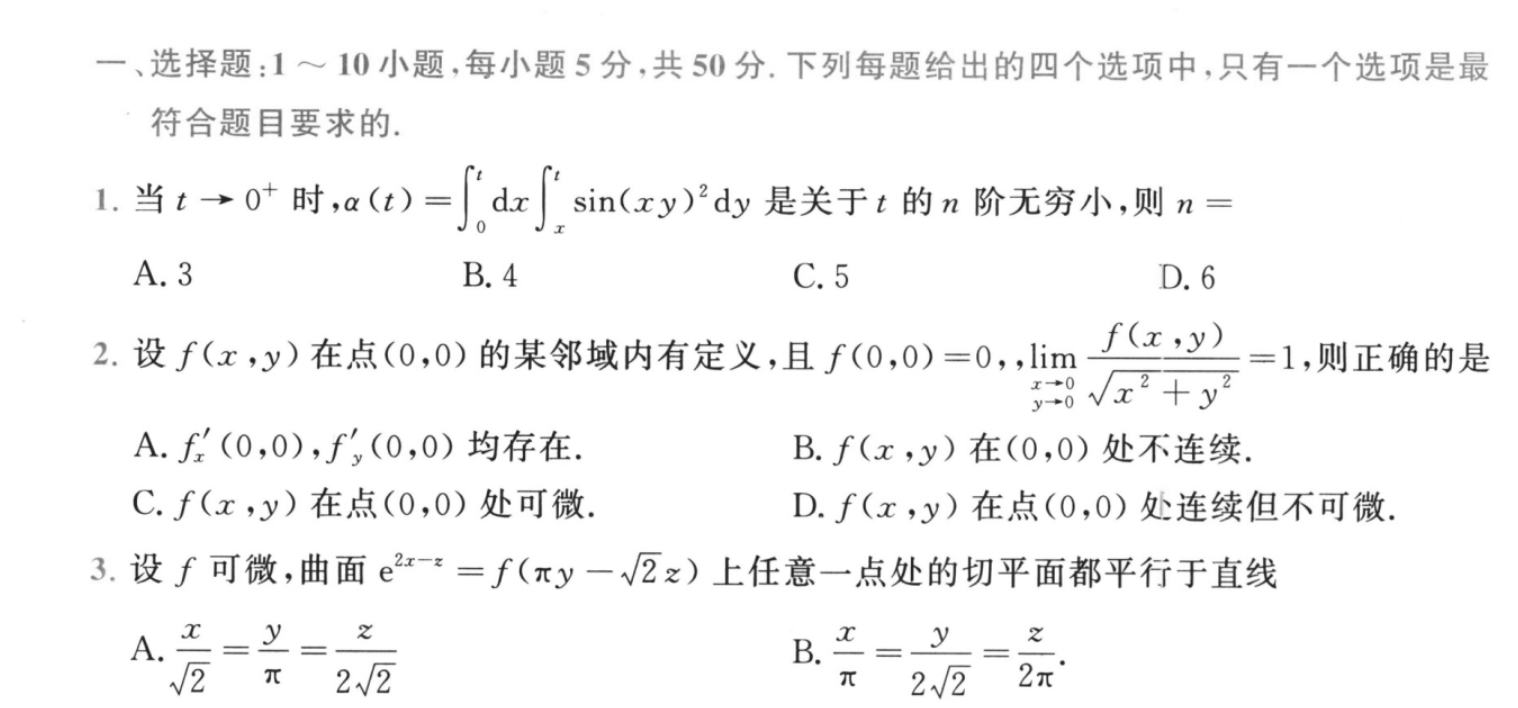 一、选择题:1 ～ 10 小题,每小题 5 分,共 50 分. 下列每题给出的四个选项中,只有一个选项是最
符合题目要求的.
1. 当 t → 0⁺ 时,α(t) = ∫₀ᵗ dx ∫ₓᵗ sin(xy)² dy 是关于 t 的 n 阶无穷小,则 n =
A. 3 B. 4 C. 5 D. 6
2. 设 f(x,y) 在点(0,0) 的某邻域内有定义,且 f(0,0) = 0,,lim_{x→0, y→0} f(x,y)/√(x² + y²) = 1,则正确的是
A. f′ₓ(0,0),f′_y(0,0) 均存在. B. f(x,y) 在(0,0) 处不连续.
C. f(x,y) 在点(0,0) 处可微. D. f(x,y) 在点(0,0) 处连续但不可微.
3. 设 f 可微,曲面 e^{2x−z} = f(πy − √2 z) 上任意一点处的切平面都平行于直线
A. x/√2 = y/π = z/(2√2) B. x/π = y/(2√2) = z/(2π).